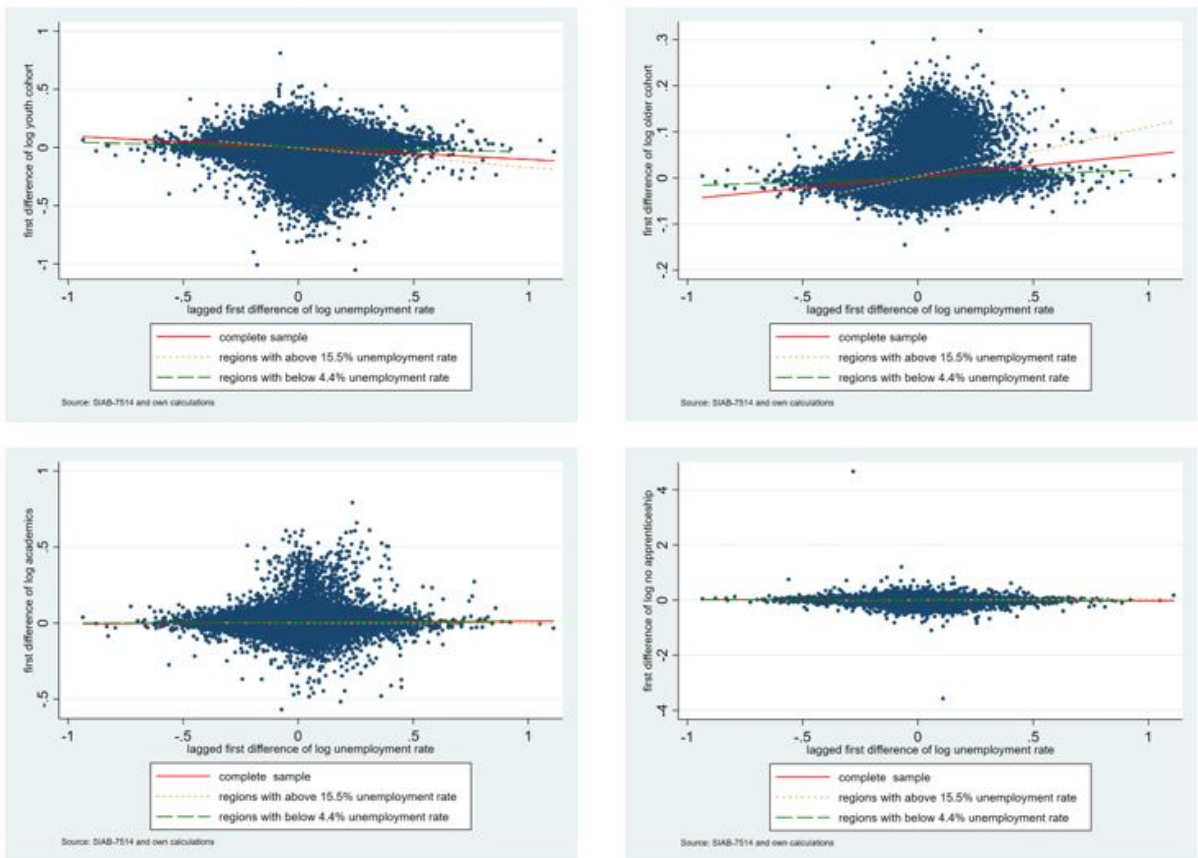 first difference of log youth cohort
1
.5
0
-.5
-1
-1
-.5
0
.5
1
lagged first difference of log unemployment rate
complete sample
regions with above 15.5% unemployment rate
regions with below 4.4% unemployment rate
Source: SIAB-7514 and own calculations
first difference of log older cohort
.3
.2
.1
0
-.1
-.2
-1
-.5
0
.5
1
lagged first difference of log unemployment rate
complete sample
regions with above 15.5% unemployment rate
regions with below 4.4% unemployment rate
Source: SIAB-7514 and own calculations
first difference of log academics
1
.5
0
-.5
-1
-.5
0
.5
1
lagged first difference of log unemployment rate
complete sample
regions with above 15.5% unemployment rate
regions with below 4.4% unemployment rate
Source: SIAB-7514 and own calculations
first difference of log no apprenticeship
4
2
0
-2
-4
-1
-.5
0
.5
1
lagged first difference of log unemployment rate
complete sample
regions with above 15.5% unemployment rate
regions with below 4.4% unemployment rate
Source: SIAB-7514 and own calculations